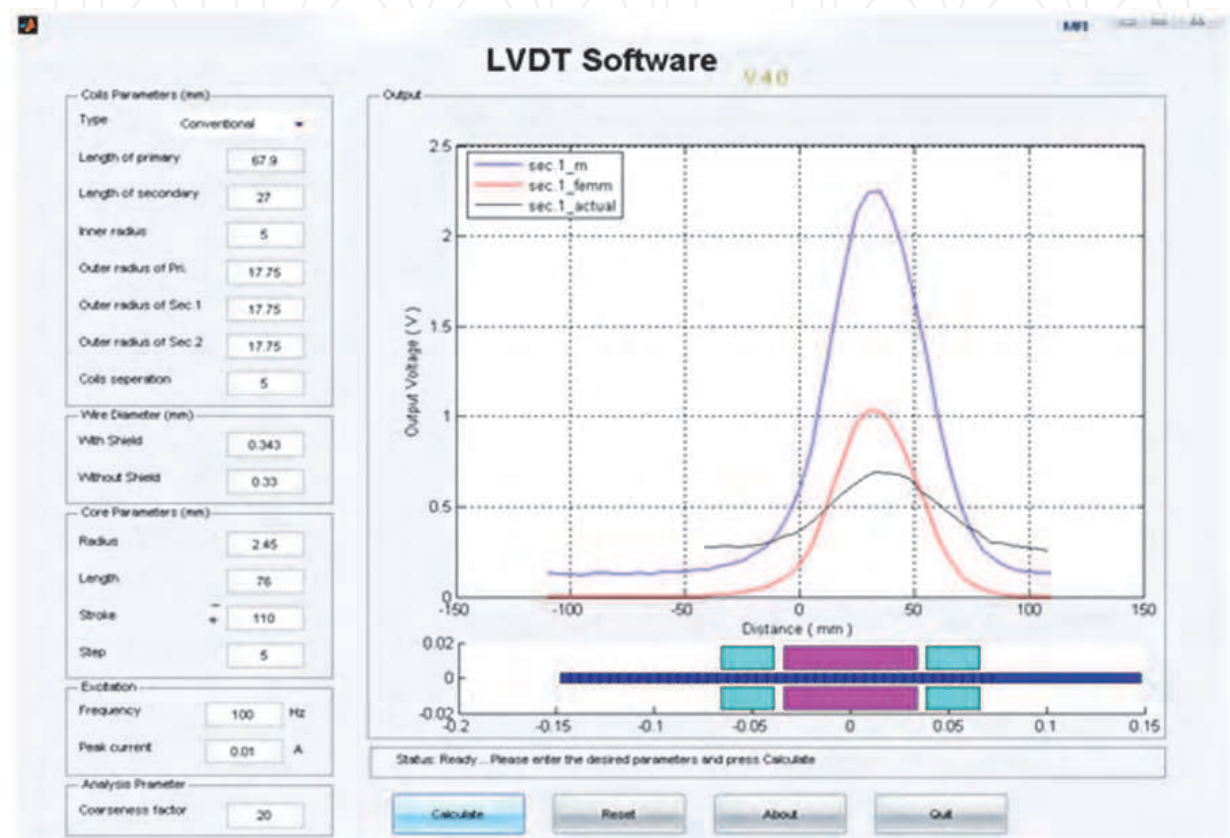 MFI
LVDT Software
V 4 0
Coils Parameters (mm)
Type Conventional
Length of primary 67.9
Length of secondary 27
Inner radius 5
Outer radius of Pri. 17.75
Outer radius of Sec.1 17.75
Outer radius of Sec.2 17.75
Coils seperation 5
Wire Diameter (mm)
With Shield 0.343
Without Shield 0.33
Core Parameters (mm)
Radius 2.45
Length 76
Stroke - + 110
Step 5
Excitation
Frequency 100 Hz
Peak current 0.01 A
Analysis Prameter
Coarseness factor 20
Output
sec.1_m
sec.1_femm
sec.1_actual
Output Voltage ( V )
2.5
2
1.5
1
0.5
0
-150 -100 -50 0 50 100 150
Distance ( mm )
0.02
0
-0.02
-0.2 -0.15 -0.1 -0.05 0 0.05 0.1 0.15
Status: Ready... Please enter the desired parameters and press Calculate
Calculate Reset About Quit